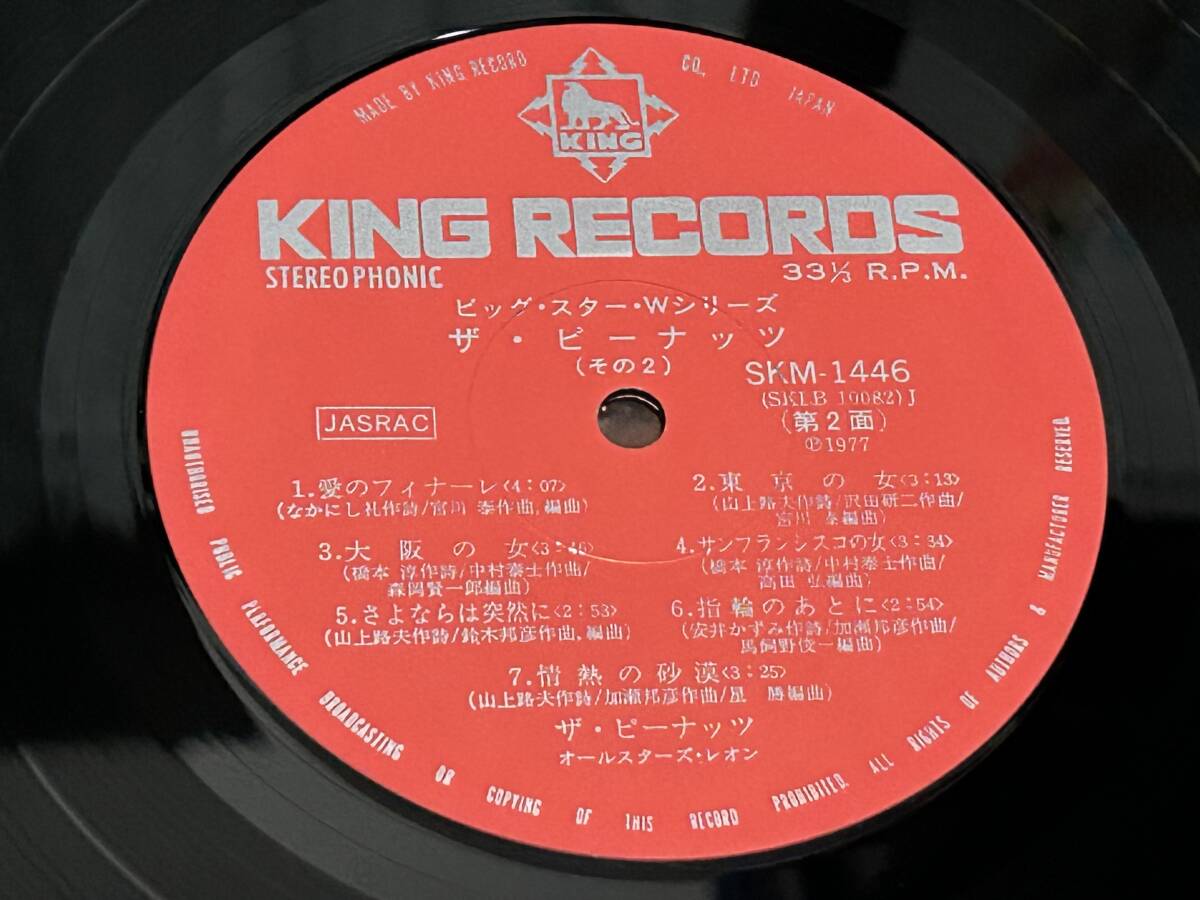 MADE BY KING RECORD CO., LTD JAPAN
KING
KING RECORDS
STEREOPHONIC 33⅓ R.P.M.
ビッグ・スター・Wシリーズ
ザ・ピーナッツ
(その2)
SKM-1446
(SKLB 10082)J
JASRAC
(第2面)
Ⓟ1977
1.愛のフィナーレ<4:07>
(なかにし礼作詩/宮川 泰作曲,編曲)
2.東京の女<3:13>
(山上路夫作詩/沢田研二作曲/
宮川 泰編曲)
3.大阪の女<3:46>
(橋本 淳作詩/中村泰士作曲/
森岡賢一郎編曲)
4.サンフランシスコの女<3:34>
(橋本 淳作詩/中村泰士作曲/
高田 弘編曲)
5.さよならは突然に<2:53>
(山上路夫作詩/鈴木邦彦作曲,編曲)
6.指輪のあとに<2:54>
(安井かずみ作詩/加瀬邦彦作曲/
馬飼野俊一編曲)
7.情熱の砂漠<3:25>
(山上路夫作詩/加瀬邦彦作曲/星 勝編曲)
ザ・ピーナッツ
オールスターズ・レオン
UNAUTHORISED PUBLIC PERFORMANCE BROADCASTING OR COPYING OF THIS RECORD PROHIBITED. ALL RIGHTS OF AUTHORS & MANUFACTURER RESERVED.